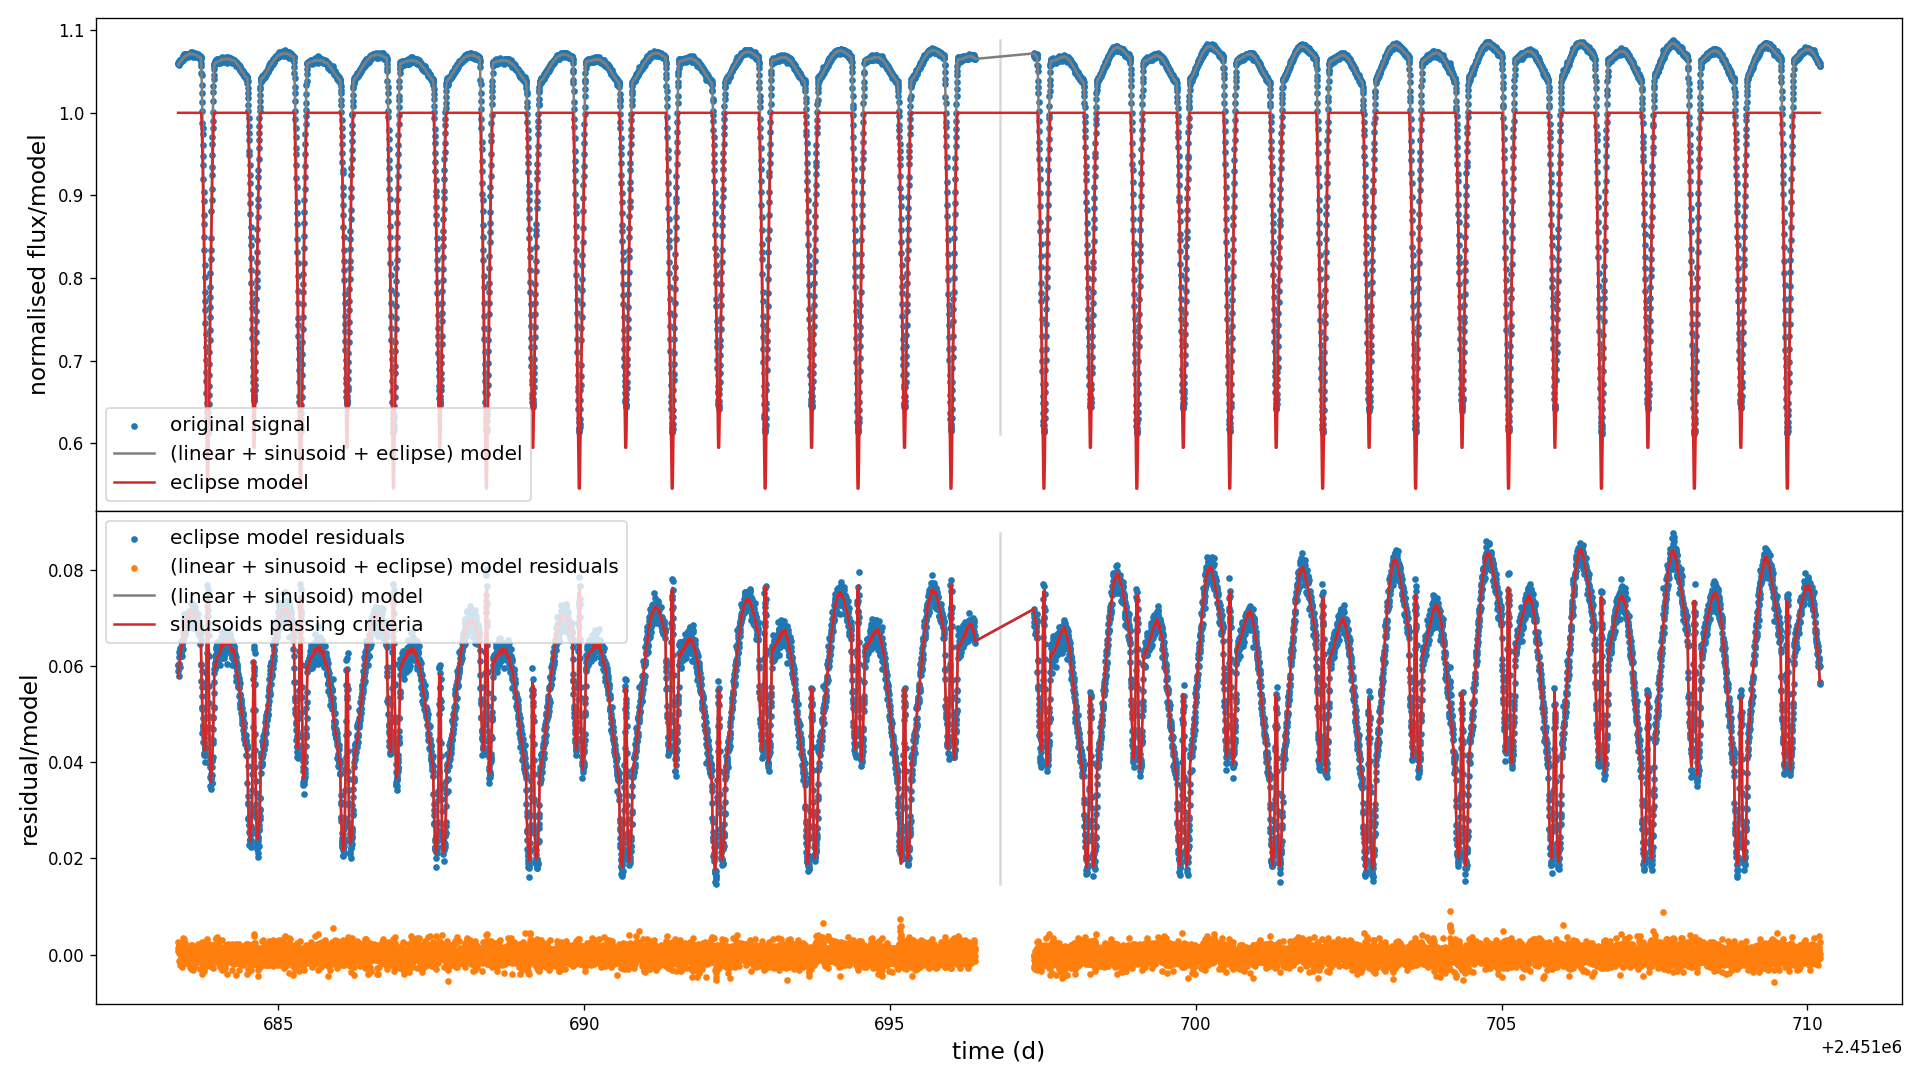 normalised flux/model
1.1
1.0
0.9
0.8
0.7
0.6
original signal
(linear + sinusoid + eclipse) model
eclipse model
residual/model
0.08
0.06
0.04
0.02
0.00
eclipse model residuals
(linear + sinusoid + eclipse) model residuals
(linear + sinusoid) model
sinusoids passing criteria
685 690 695 700 705 710
+2.451e6
time (d)